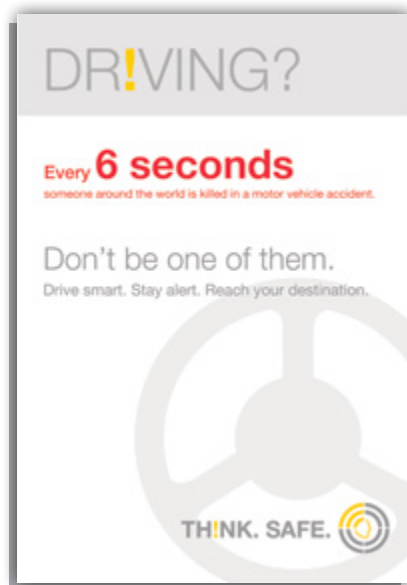 DR!VING?
Every 6 seconds
someone around the world is killed in a motor vehicle accident.
Don't be one of them.
Drive smart. Stay alert. Reach your destination.
TH!NK. SAFE.